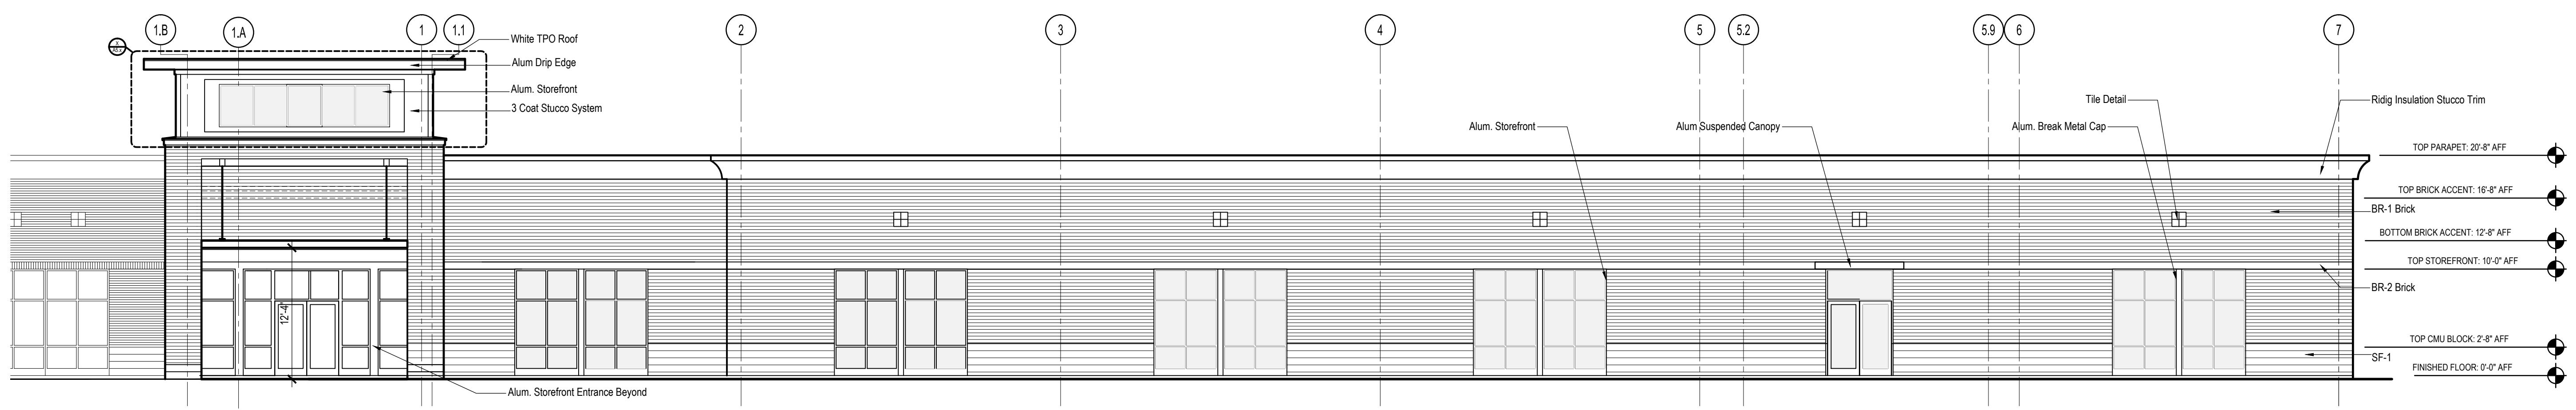 1.B
1.A
1
1.1
2
3
4
5
5.2
5.9
6
7
White TPO Roof
Alum Drip Edge
Alum. Storefront
3 Coat Stucco System
Tile Detail
Ridig Insulation Stucco Trim
Alum. Storefront
Alum Suspended Canopy
Alum. Break Metal Cap
TOP PARAPET: 20'-8" AFF
TOP BRICK ACCENT: 16'-8" AFF
BR-1 Brick
BOTTOM BRICK ACCENT: 12'-8" AFF
TOP STOREFRONT: 10'-0" AFF
BR-2 Brick
12'-4"
TOP CMU BLOCK: 2'-8" AFF
SF-1
FINISHED FLOOR: 0'-0" AFF
Alum. Storefront Entrance Beyond